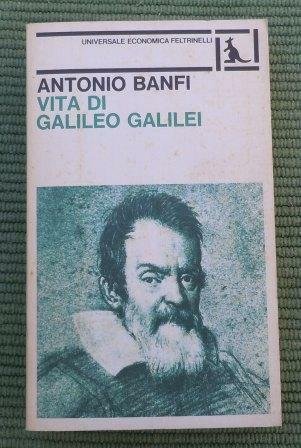 UNIVERSALE ECONOMICA FELTRINELLI
ANTONIO BANFI
VITA DI
GALILEO GALILEI